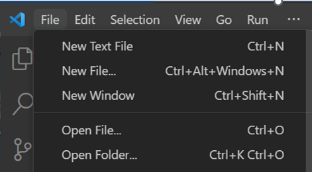 File Edit Selection View Go Run ...
New Text File Ctrl+N
New File... Ctrl+Alt+Windows+N
New Window Ctrl+Shift+N
Open File... Ctrl+O
Open Folder... Ctrl+K Ctrl+O